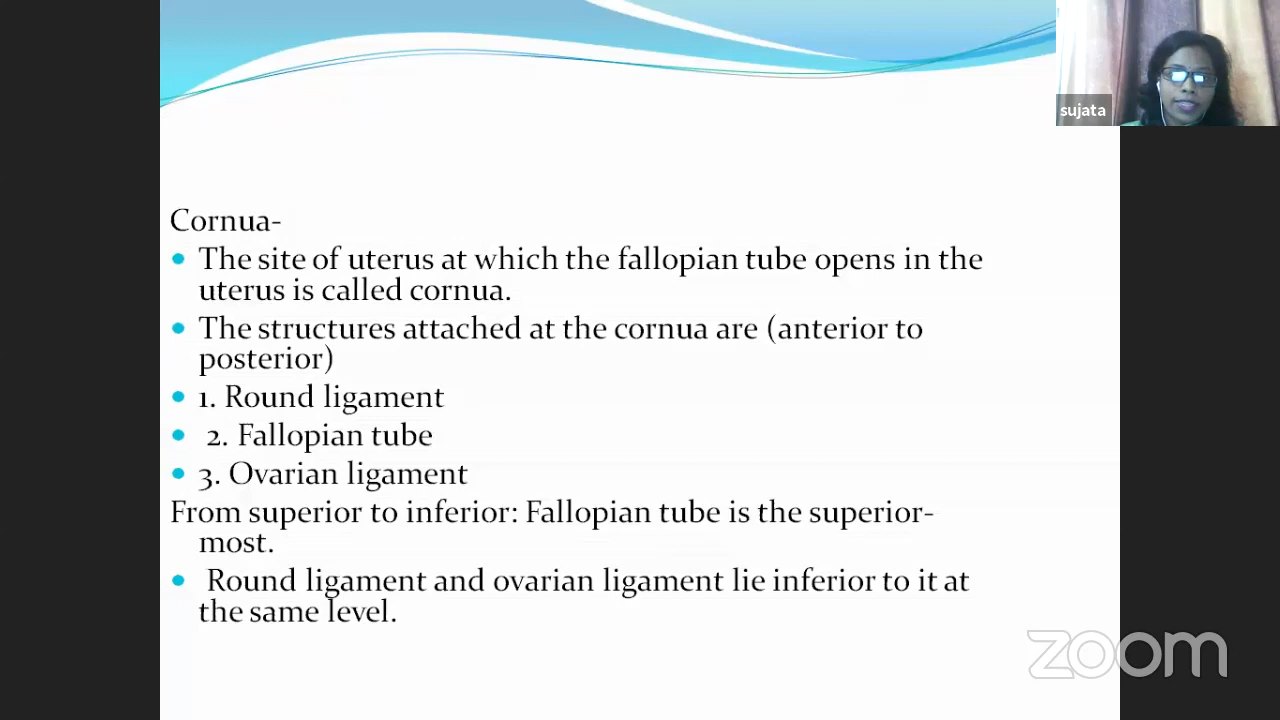 sujata
Cornua-
The site of uterus at which the fallopian tube opens in the
uterus is called cornua.
The structures attached at the cornua are (anterior to
posterior)
1. Round ligament
2. Fallopian tube
3. Ovarian ligament
From superior to inferior: Fallopian tube is the superior-
most.
Round ligament and ovarian ligament lie inferior to it at
the same level.
zoom